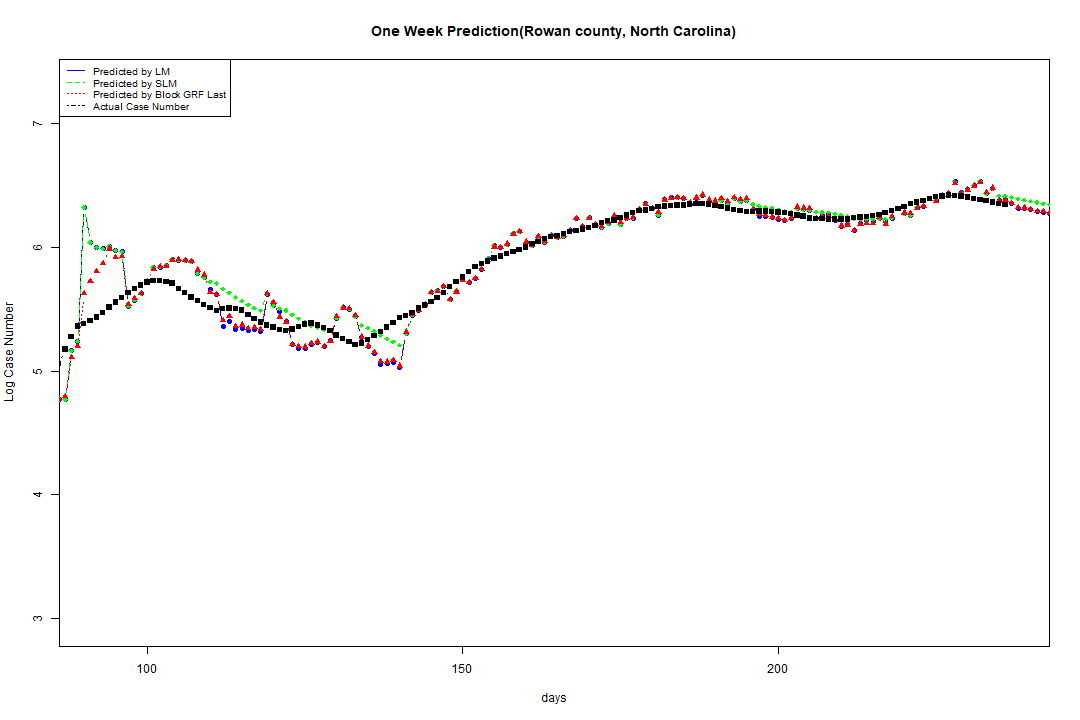 One Week Prediction(Rowan county, North Carolina)
Predicted by LM
Predicted by SLM
Predicted by Block GRF Last
Actual Case Number
7
6
5
4
3
Log Case Number
100 150 200
days